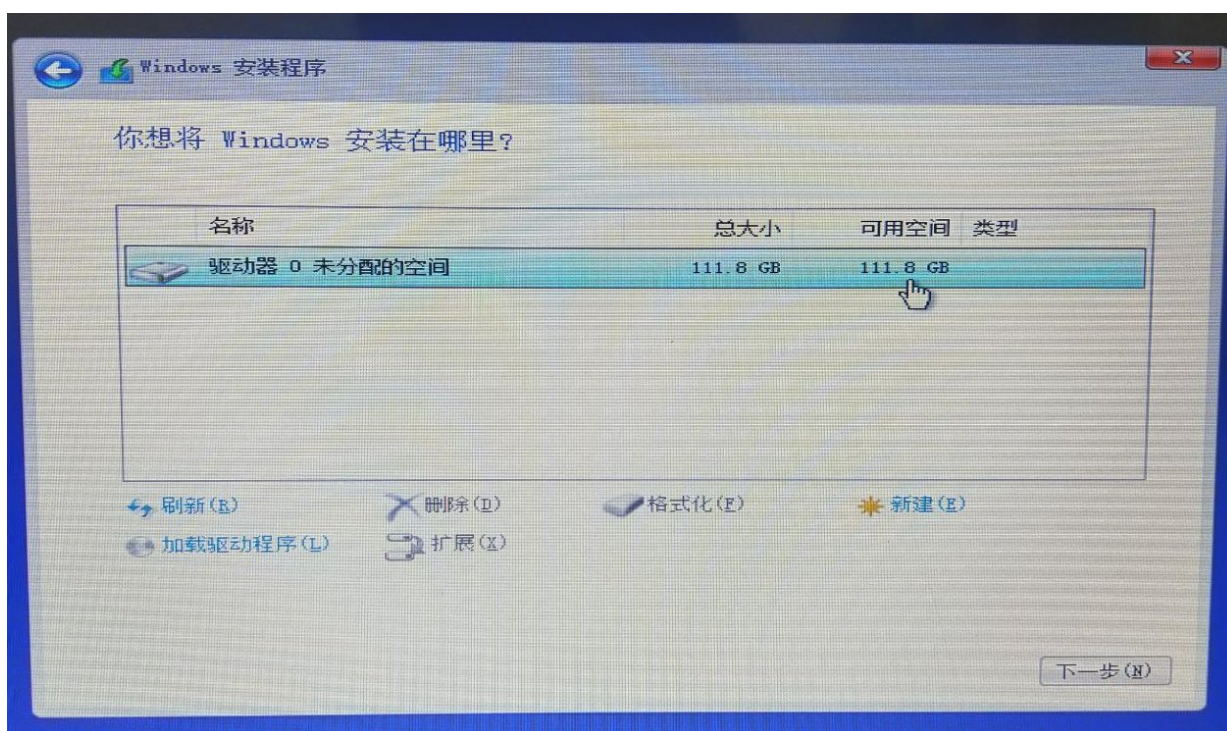 Windows 安装程序
你想将 Windows 安装在哪里?
名称 总大小 可用空间 类型
驱动器 0 未分配的空间 111.8 GB 111.8 GB
刷新(R) 删除(D) 格式化(F) 新建(E)
加载驱动程序(L) 扩展(X)
下一步(N)